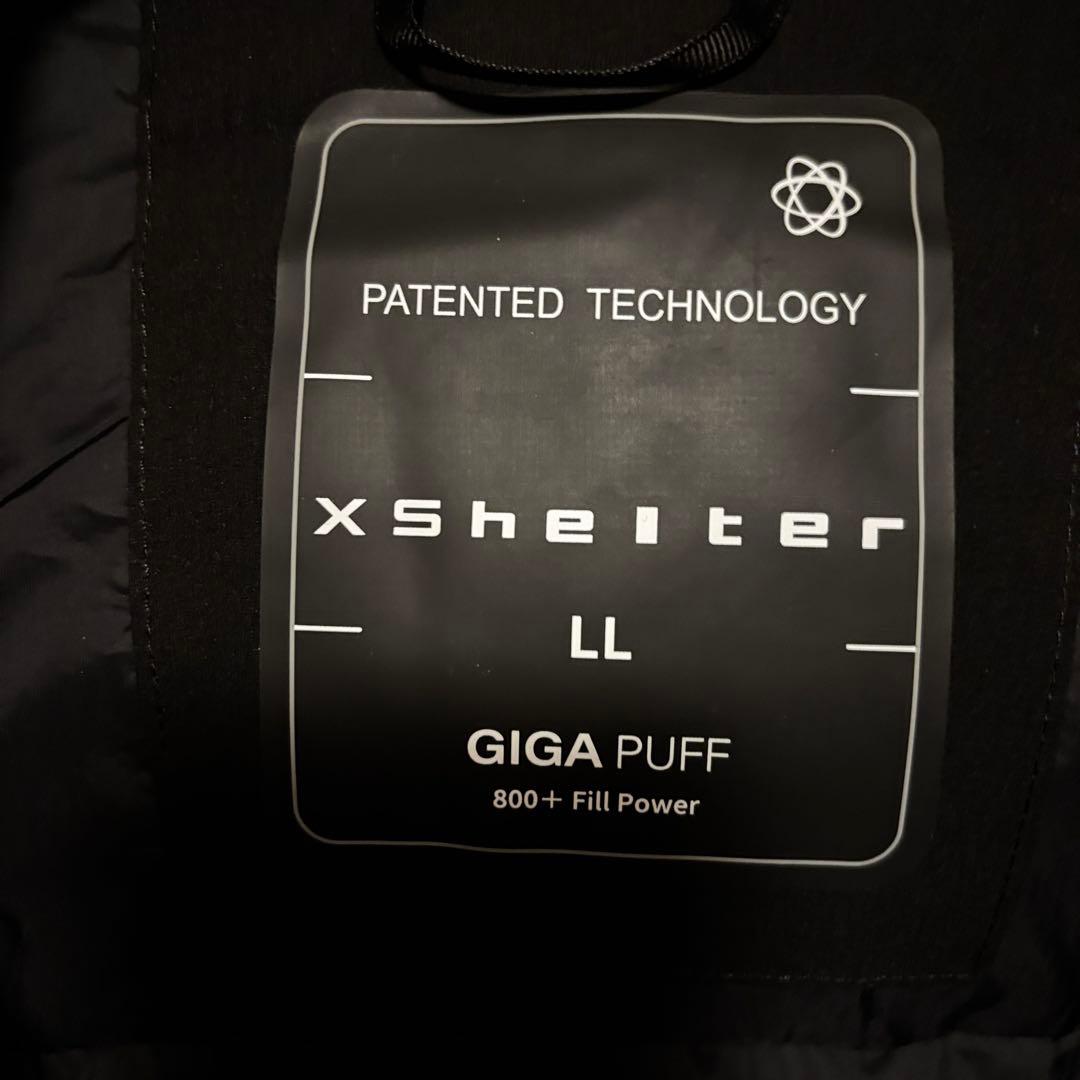 PATENTED TECHNOLOGY
XShelter
LL
GIGA PUFF
800+ Fill Power